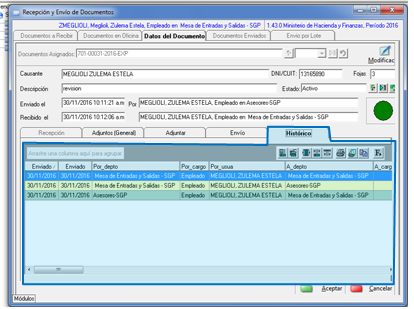 Recepción y Envío de Documentos
ZMEGLIOLI, Meglioli, Zulema Estela, Empleado en Mesa de Entradas y Salidas - SGP 1.43.0 Ministerio de Hacienda y Finanzas, Período 2016
Documentos a Recibir Documentos en Oficina Datos del Documento Documentos Enviados Envio por Lote
Documentos Asignados: 701-00031-2016-EXP
Modificac
Causante MEGLIOLI ZULEMA ESTELA DNI/CUIT: 13165890 Fojas 3
Descripción revision Estado: Activo
Enviado el 30/11/2016 10:11:21 a.m Por MEGLIOLI, ZULEMA ESTELA, Empleado en Asesores-SGP
Recibido el 30/11/2016 10:12:06 a.m MEGLIOLI, ZULEMA ESTELA, Empleado en Mesa de Entradas y Salidas - SGP
Recepción Adjuntos (General) Adjuntar Envío Histórico
Arrastre una columna aquí para agrupar
Enviado Enviado Por_depto Por_cargo Por_usua A_depto A_carg
30/11/2016 30/11/2016 Mesa de Entradas y Salidas - SGP Empleado MEGLIOLI, ZULEMA ESTELA Mesa de Entradas y Salidas - SGP
30/11/2016 30/11/2016 Mesa de Entradas y Salidas - SGP Empleado MEGLIOLI, ZULEMA ESTELA Asesores-SGP
30/11/2016 30/11/2016 Asesores-SGP Empleado MEGLIOLI, ZULEMA ESTELA Mesa de Entradas y Salidas - SGP
Aceptar Cancelar
Módulos